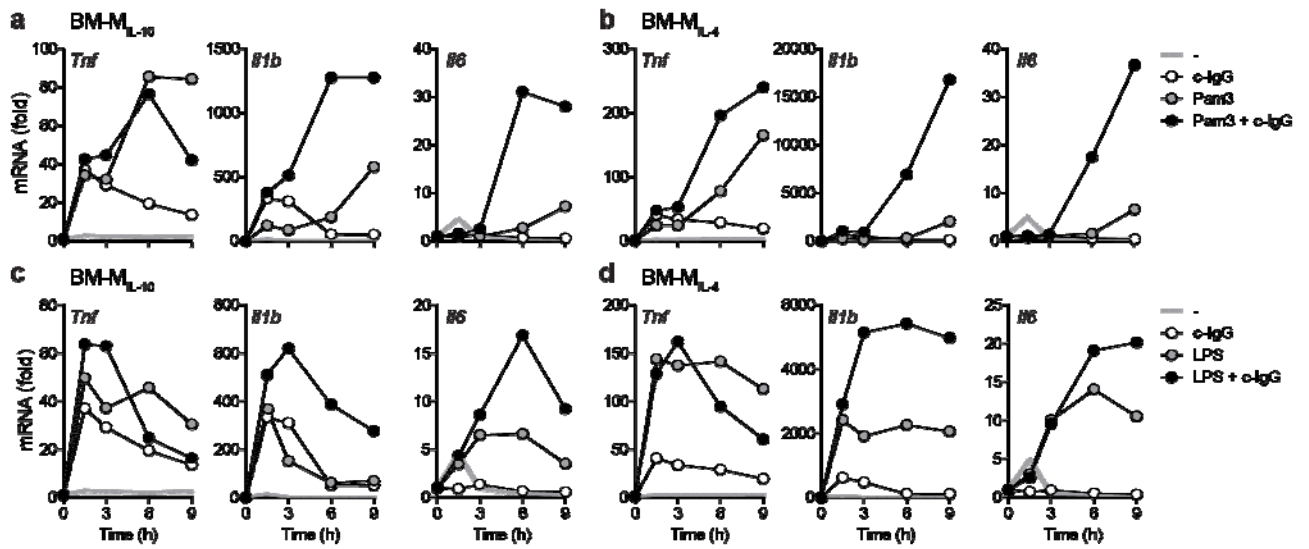 a BM-M_IL-10
b BM-M_IL-4
Tnf Il1b Il6 Tnf Il1b Il6
mRNA (fold)
100 80 60 40 20 0
1500 1000 500 0
40 30 20 10 0
300 200 100 0
20000 15000 10000 5000 0
40 30 20 10 0
-
c-IgG
Pam3
Pam3 + c-IgG
c BM-M_IL-10
d BM-M_IL-4
Tnf Il1b Il6 Tnf Il1b Il6
mRNA (fold)
80 60 40 20 0
800 600 400 200 0
20 15 10 5 0
200 150 100 50 0
6000 4000 2000 0
25 20 15 10 5 0
0 3 6 9 0 3 6 9 0 3 6 9 0 3 6 9 0 3 6 9 0 3 6 9
Time (h) Time (h) Time (h) Time (h) Time (h) Time (h)
-
c-IgG
LPS
LPS + c-IgG